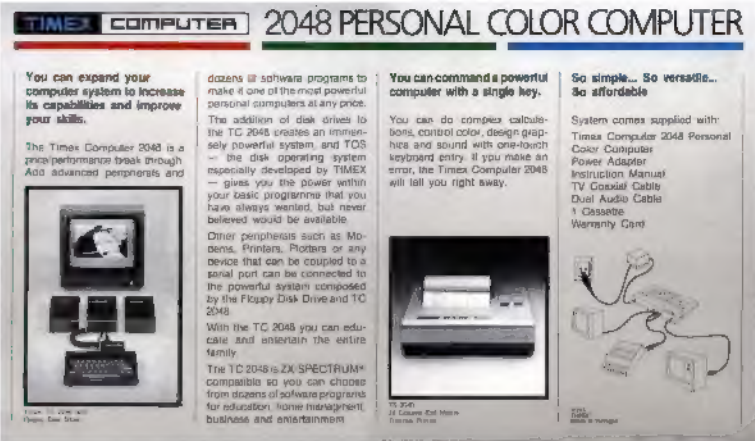 TIMEX COMPUTER
2048 PERSONAL COLOR COMPUTER
You can expand your
computer system to increase
its capabilities and improve
your skills.
The Timex Computer 2048 is a
price/performance break through
Add advanced peripherals and
dozens of software programs to
make it one of the most powerful
personal computers at any price.
The addition of disk drives to
the TC 2048 creates an immen-
sely powerful system, and TOS
— the disk operating system
especially developed by TIMEX
— gives you the power within
your basic programme that you
have always wanted, but never
believed would be available.
Other peripherals such as Mo-
dems, Printers, Plotters or any
device that can be coupled to a
serial port can be connected to
the powerful system composed
by the Floppy Disk Drive and TC
2048
With the TC 2048 you can edu-
cate and entertain the entire
family
The TC 2048 is ZX SPECTRUM*
compatible so you can choose
from dozens of software programs
for education, home managment,
business and entertainment
You can command a powerful
computer with a single key.
You can do complex calcula-
tions, control color, design grap-
hics and sound with one-touch
keyboard entry. If you make an
error, the Timex Computer 2048
will tell you right away.
So simple... So versatile...
So affordable
System comes supplied with:
Timex Computer 2048 Personal
Color Computer
Power Adapter
Instruction Manual
TV Coaxial Cable
Dual Audio Cable
1 Cassette
Warranty Card